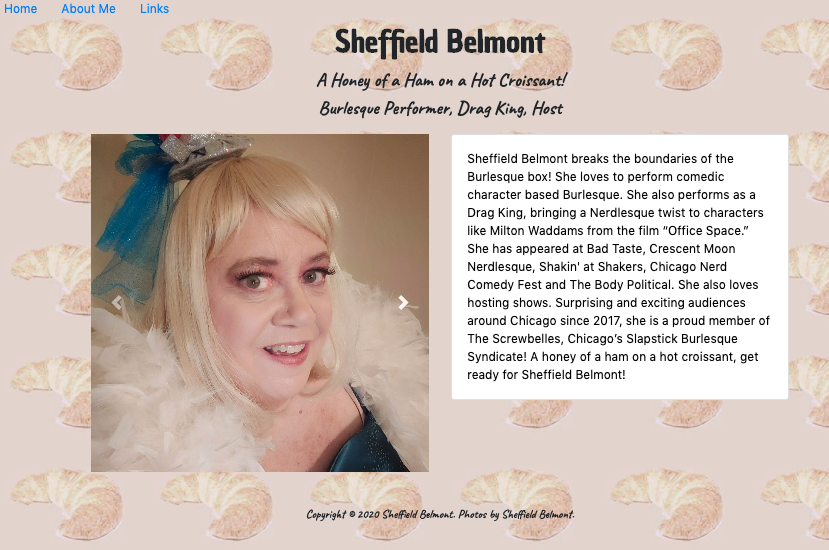 Home About Me Links
Sheffield Belmont
A Honey of a Ham on a Hot Croissant!
Burlesque Performer, Drag King, Host
Sheffield Belmont breaks the boundaries of the
Burlesque box! She loves to perform comedic
character based Burlesque. She also performs as a
Drag King, bringing a Nerdlesque twist to characters
like Milton Waddams from the film “Office Space.”
She has appeared at Bad Taste, Crescent Moon
Nerdlesque, Shakin' at Shakers, Chicago Nerd
Comedy Fest and The Body Political. She also loves
hosting shows. Surprising and exciting audiences
around Chicago since 2017, she is a proud member of
The Screwbelles, Chicago’s Slapstick Burlesque
Syndicate! A honey of a ham on a hot croissant, get
ready for Sheffield Belmont!
Copyright © 2020 Sheffield Belmont. Photos by Sheffield Belmont.